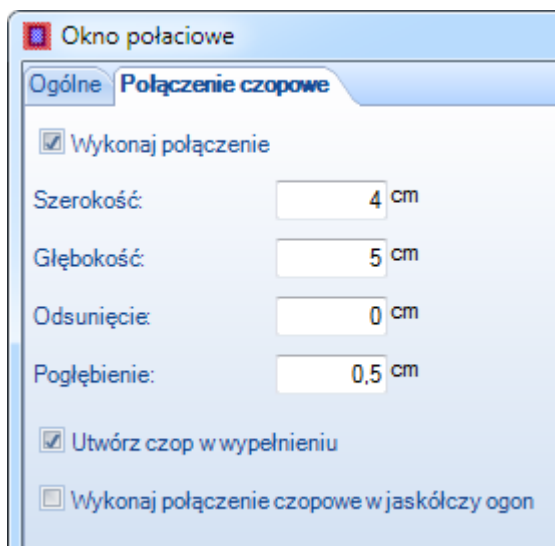 Okno połaciowe
Ogólne Połączenie czopowe
Wykonaj połączenie
Szerokość: 4 cm
Głębokość: 5 cm
Odsunięcie: 0 cm
Pogłębienie: 0,5 cm
Utwórz czop w wypełnieniu
Wykonaj połączenie czopowe w jaskółczy ogon